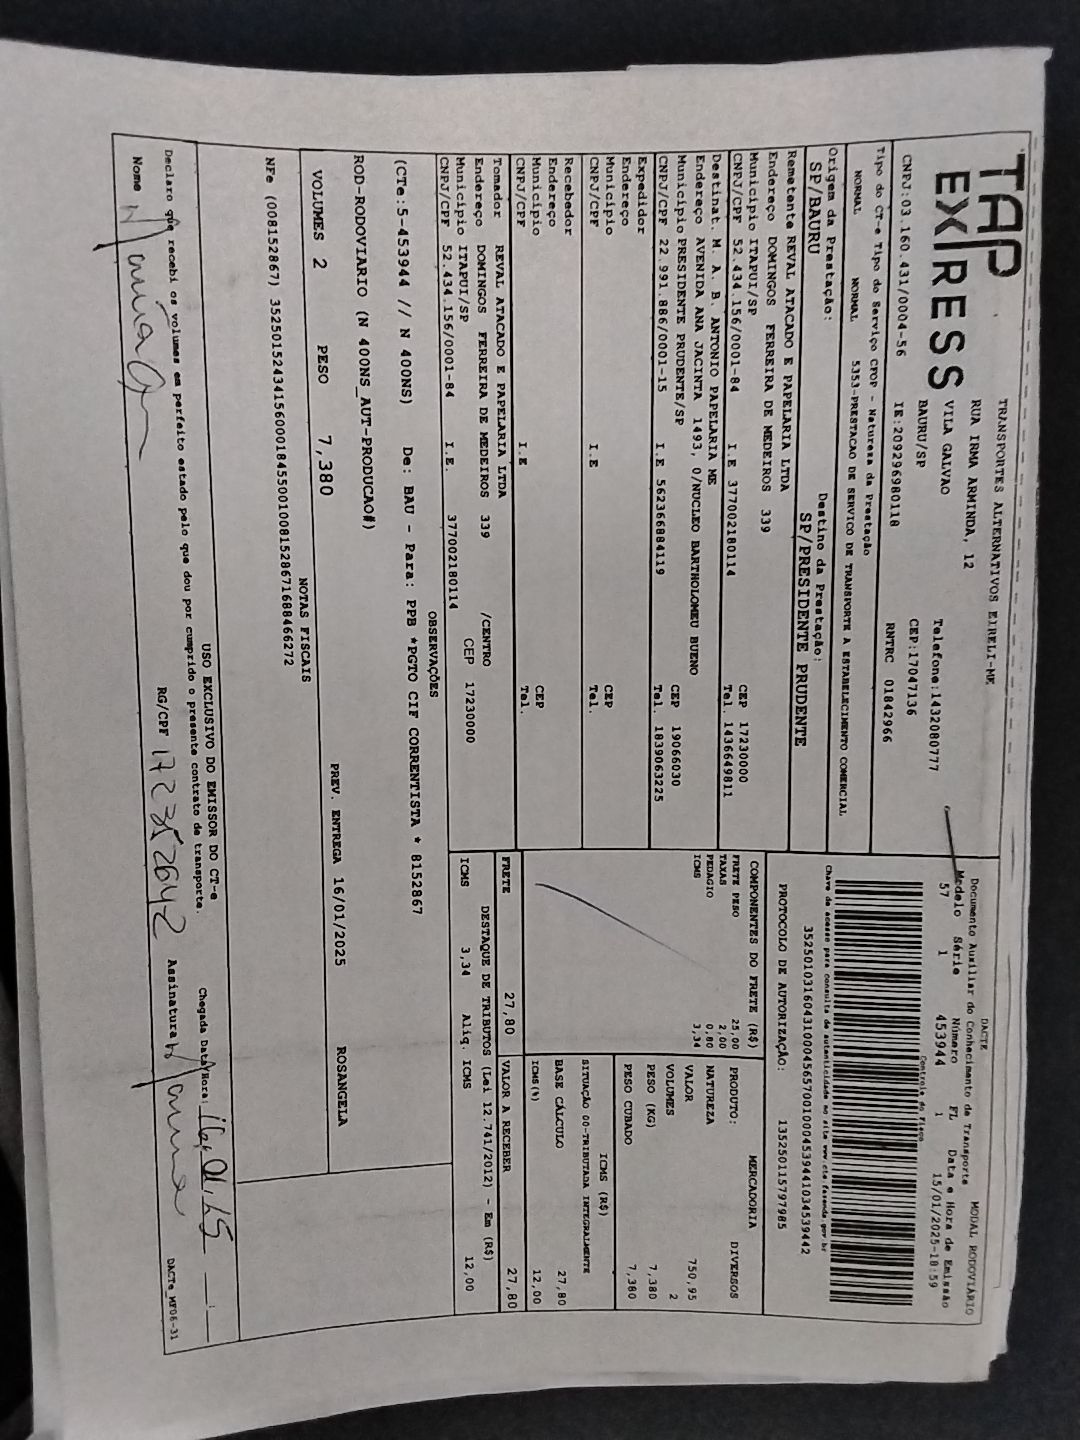 TAP
EXPRESS
TRANSPORTES ALTERNATIVOS EIRELI-ME
RUA IRMA ARMINDA, 12
VILA GALVAO
BAURU/SP
Telefone:1432080777
CEP:17047136
CNPJ:03.160.431/0004-56 IE:209296980118 RNTRC 01842966
DACTE MODAL RODOVIÁRIO
Documento Auxiliar do Conhecimento de Transporte
Modelo Série Número FL Data e Hora de Emissão
57 1 453944 1 15/01/2025-18:59
Controle do Fisco
Chave de acesso para consulta de autenticidade no site www.cte.fazenda.gov.br
35250103160431000456570010004539441034539442
PROTOCOLO DE AUTORIZAÇÃO: 135250115797985
Tipo do CT-e Tipo do Serviço CFOP - Natureza da Prestação
NORMAL NORMAL 5353-PRESTACAO DE SERVICO DE TRANSPORTE A ESTABELECIMENTO COMERCIAL
Origem da Prestação: Destino da Prestação:
SP/BAURU SP/PRESIDENTE PRUDENTE
Remetente REVAL ATACADO E PAPELARIA LTDA
Endereço DOMINGOS FERREIRA DE MEDEIROS 339
Município ITAPUI/SP CEP 17230000
CNPJ/CPF 52.434.156/0001-84 I.E 377002180114 Tel. 1436649811
Destinat. M. A. B. ANTONIO PAPELARIA ME
Endereço AVENIDA ANA JACINTA 1493, 0/NUCLEO BARTHOLOMEU BUENO
Município PRESIDENTE PRUDENTE/SP CEP 19066030
CNPJ/CPF 22.991.886/0001-15 I.E 562366884119 Tel. 1839063225
Expedidor
Endereço
Município CEP
CNPJ/CPF I.E Tel.
Recebedor
Endereço
Município CEP
CNPJ/CPF I.E Tel.
Tomador REVAL ATACADO E PAPELARIA LTDA
Endereço DOMINGOS FERREIRA DE MEDEIROS 339 /CENTRO
Município ITAPUI/SP CEP 17230000
CNPJ/CPF 52.434.156/0001-84 I.E. 377002180114
COMPONENTES DO FRETE (R$)
FRETE PESO 25,00
TAXAS 2,00
PEDAGIO 0,80
ICMS 3,34
PRODUTO: MERCADORIA
NATUREZA DIVERSOS
VALOR 750,95
VOLUMES 2
PESO (KG) 7,380
PESO CUBADO 7,380
ICMS (R$)
SITUAÇÃO 00-TRIBUTADA INTEGRALMENTE
BASE CÁLCULO 27,80
ICMS(%) 12,00
FRETE 27,80 VALOR A RECEBER 27,80
DESTAQUE DE TRIBUTOS (Lei 12.741/2012) - Em (R$)
ICMS 3,34 Aliq. ICMS 12,00
OBSERVAÇÕES
(CTe:5-453944 // N 400NS) De: BAU - Para: PPB *PGTO CIF CORRENTISTA * 8152867
ROP-RODOVIARIO (N 400NS_AUT-PRODUCAO#)
VOLUMES 2 PESO 7,380 PREV. ENTREGA 16/01/2025 ROSANGELA
NOTAS FISCAIS
NFe (008152867) 35250152434156000184550010081528671688466272
USO EXCLUSIVO DO EMISSOR DO CT-e
Declaro que recebi os volumes em perfeito estado pelo que dou por cumprido o presente contrato de transporte. Chegada Data/Hora:
Nome RG/CPF Assinatura
DACTe_MF06-31